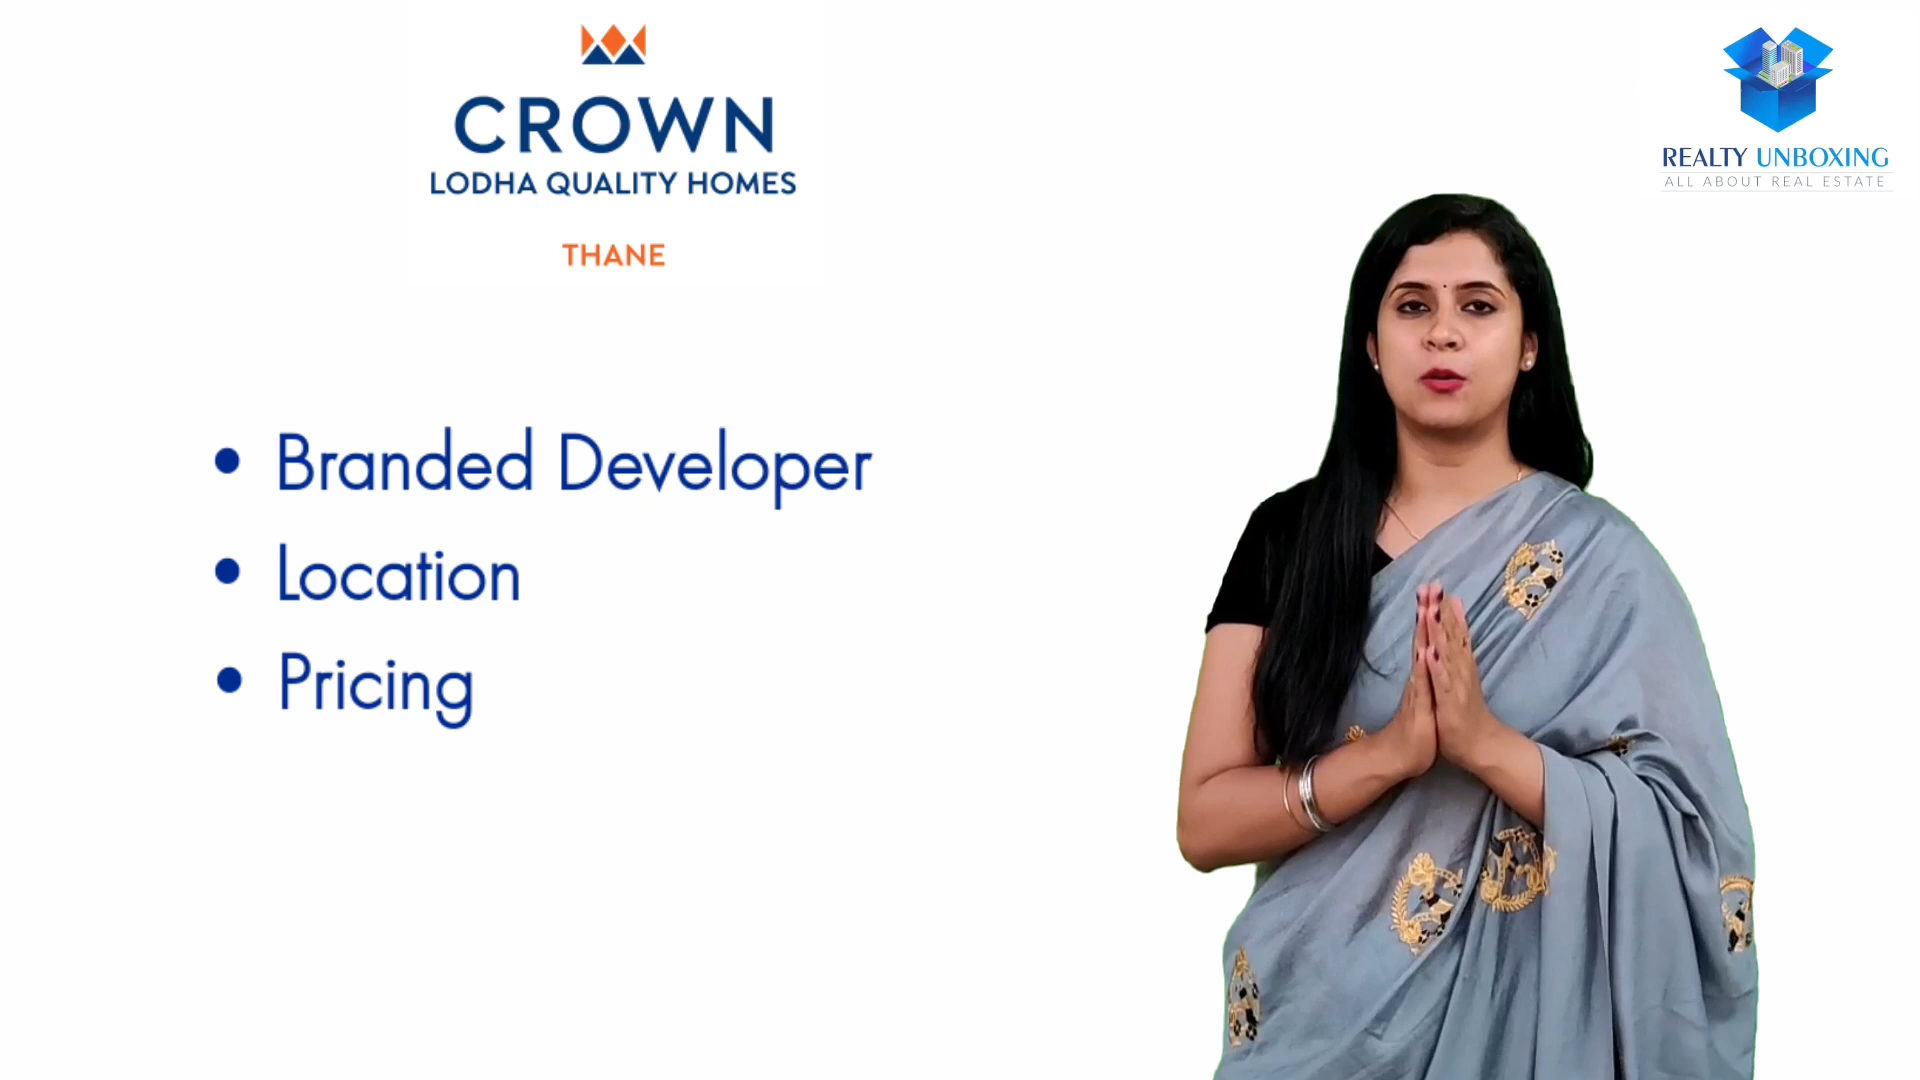 CROWN
LODHA QUALITY HOMES
THANE
REALTY UNBOXING
ALL ABOUT REAL ESTATE
• Branded Developer
• Location
• Pricing